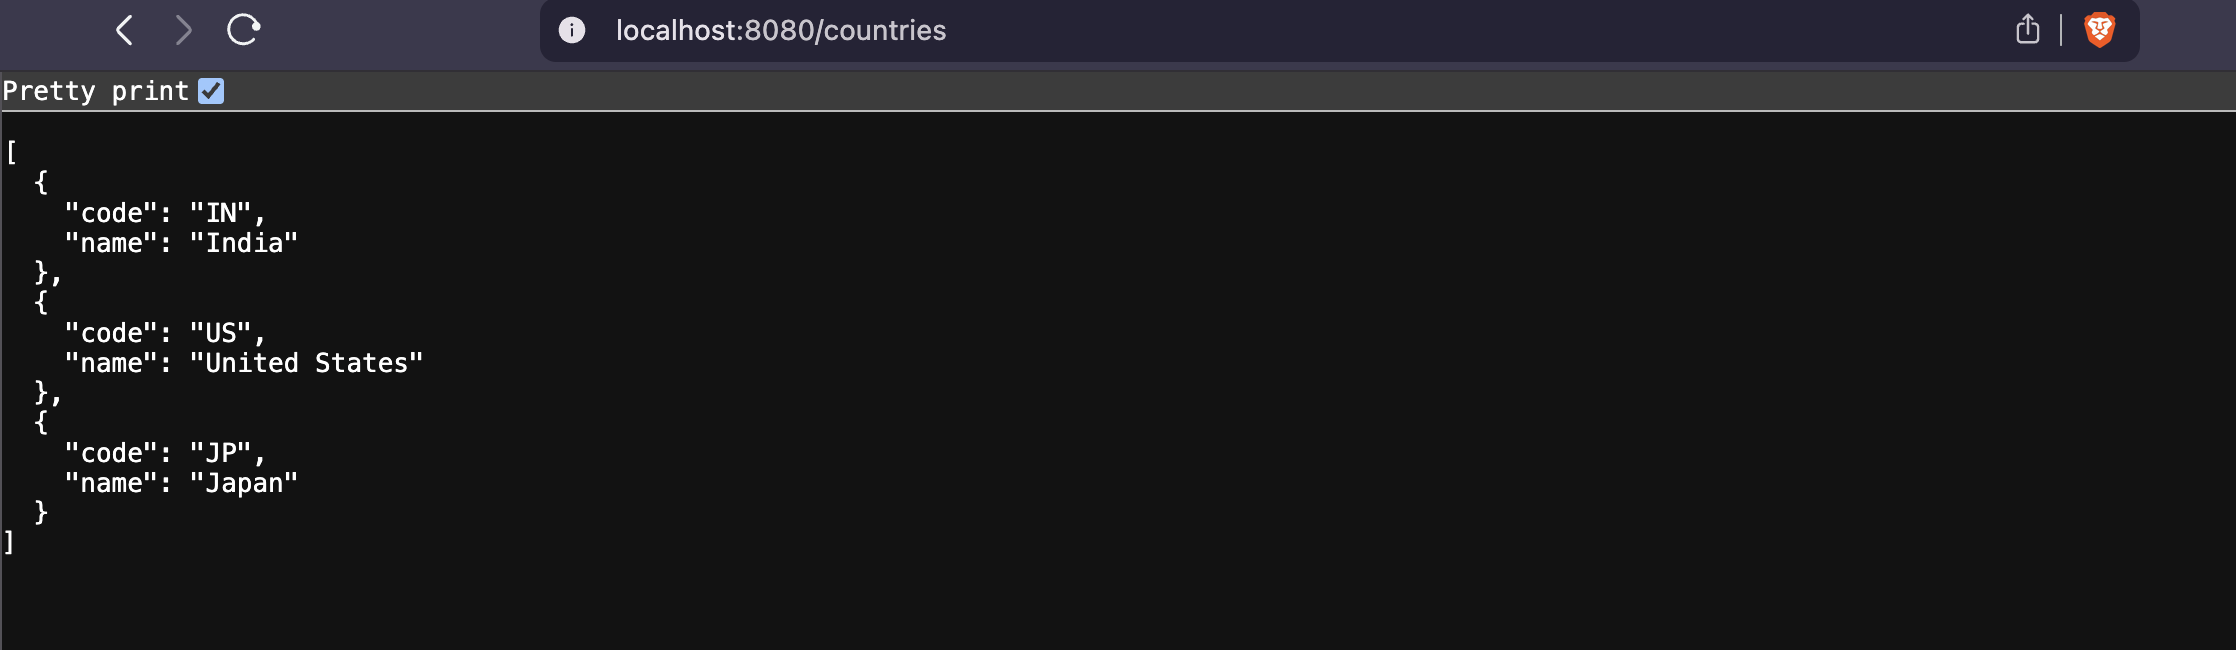 localhost:8080/countries
Pretty print
[
  {
    "code": "IN",
    "name": "India"
  },
  {
    "code": "US",
    "name": "United States"
  },
  {
    "code": "JP",
    "name": "Japan"
  }
]